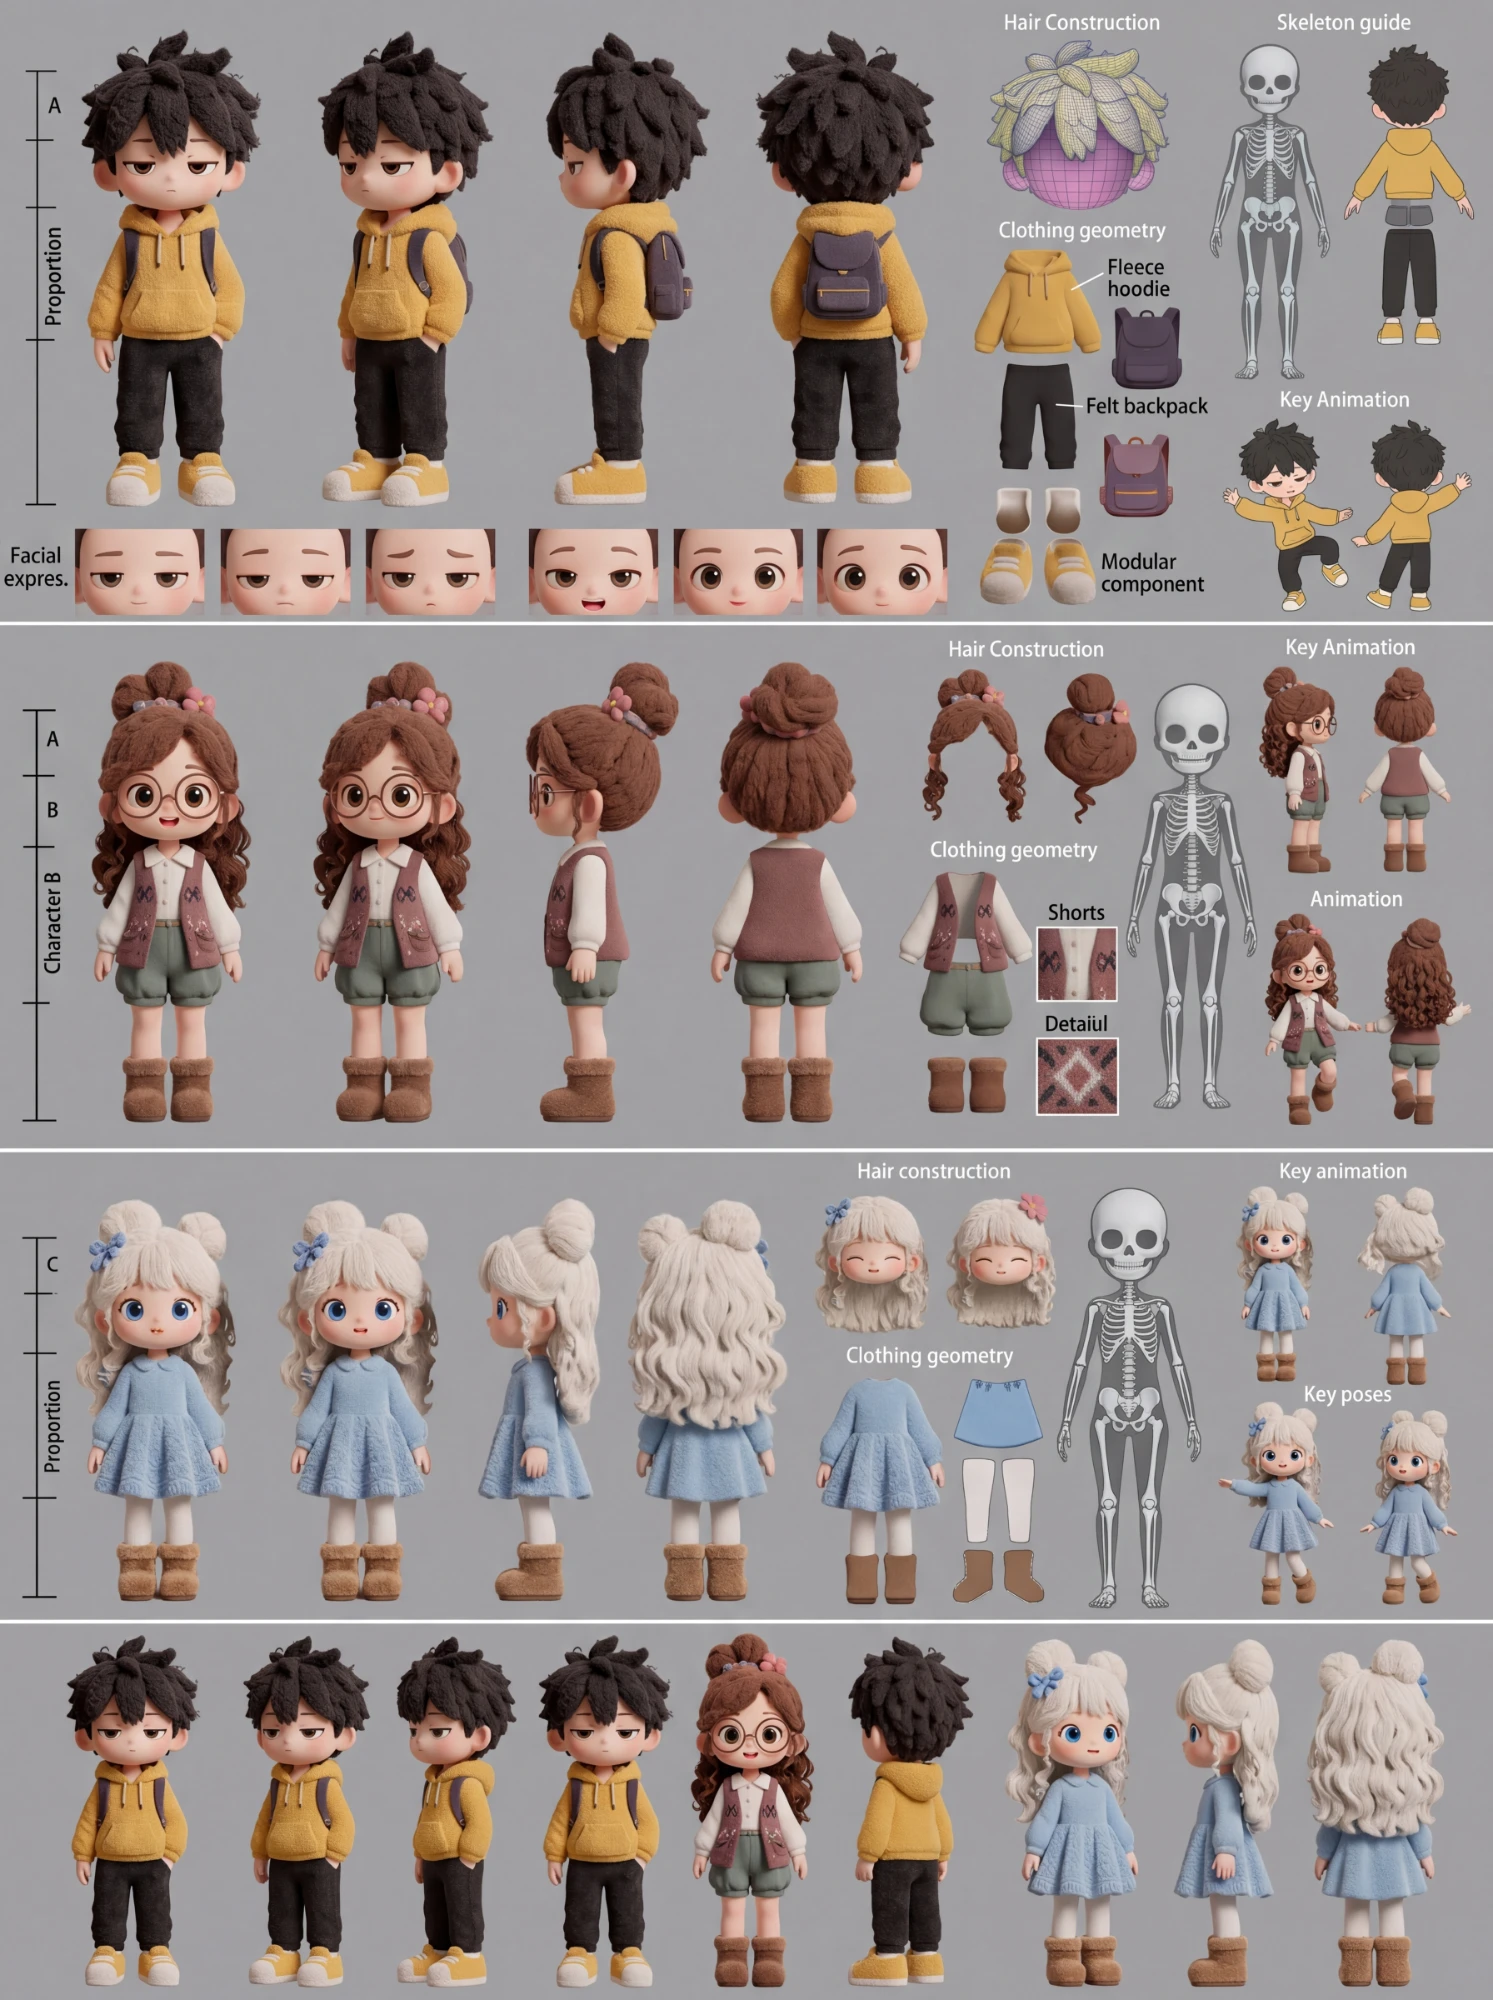 Hair Construction
Skeleton guide
A
Proportion
Clothing geometry
Fleece
hoodie
Key Animation
Felt backpack
Facial
expres.
Modular
component
Hair Construction
Key Animation
A
B
Character B
Clothing geometry
Shorts
Animation
Detaiùl
Hair construction
Key animation
C
Proportion
Clothing geometry
Key poses